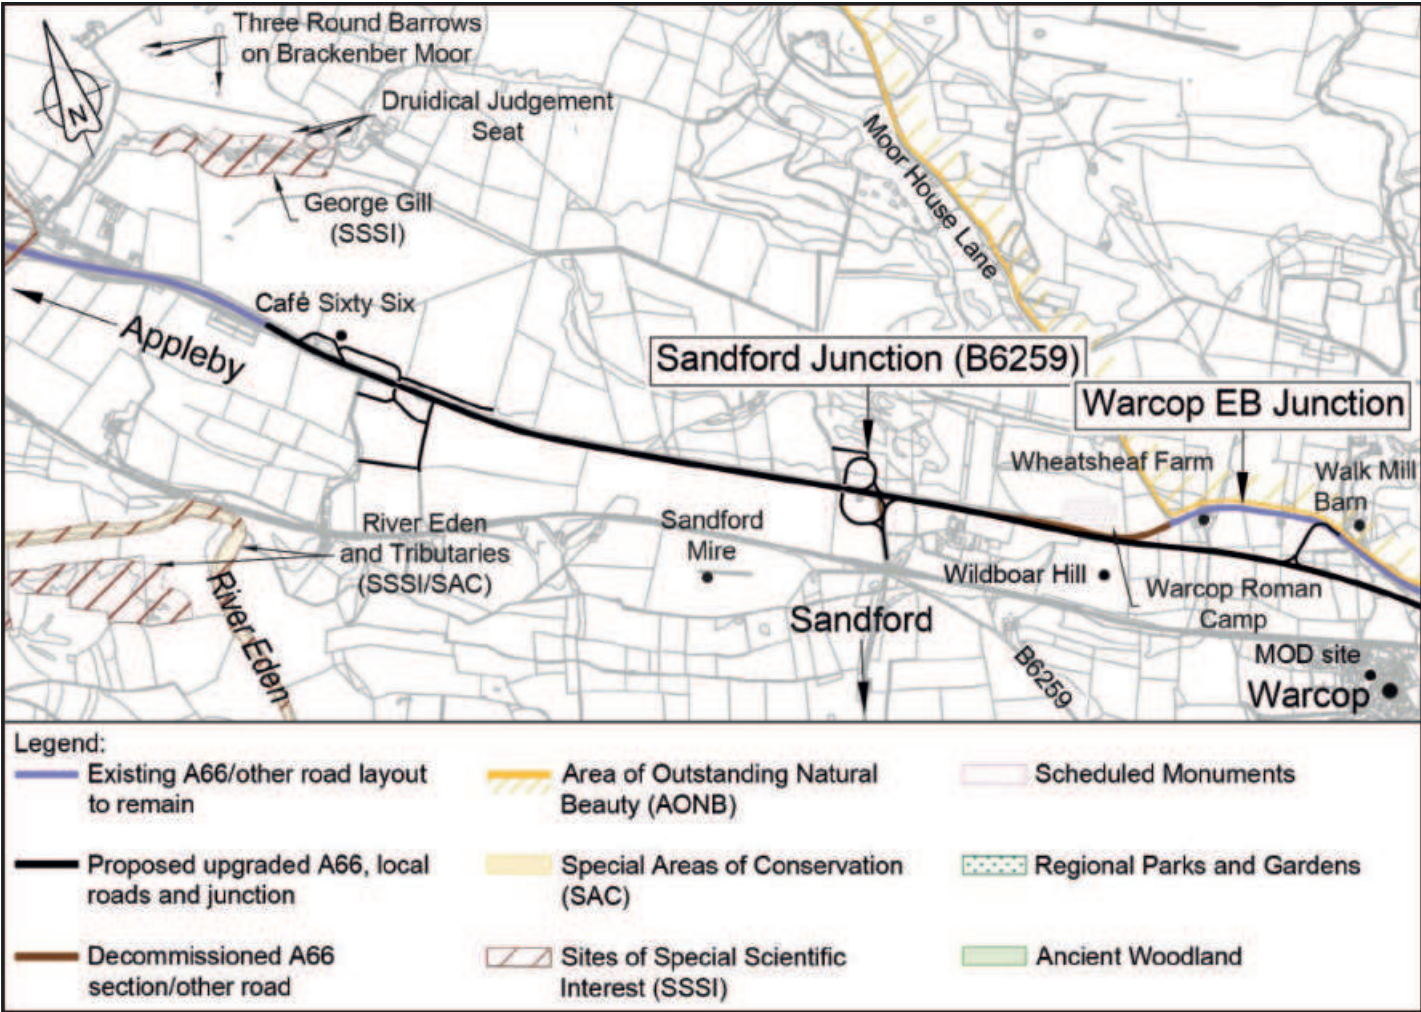 Three Round Barrows
on Brackenber Moor
N
Druidical Judgement
Seat
George Gill
(SSSI)
Moor House Lane
Café Sixty Six
Appleby
Sandford Junction (B6259)
Warcop EB Junction
Wheatsheaf Farm
Walk Mill
Barn
River Eden
and Tributaries
(SSSI/SAC)
Sandford
Mire
Wildboar Hill
Warcop Roman
Camp
River Eden
Sandford
B6259
MOD site
Warcop
Legend:
Existing A66/other road layout
to remain
Proposed upgraded A66, local
roads and junction
Decommissioned A66
section/other road
Area of Outstanding Natural
Beauty (AONB)
Special Areas of Conservation
(SAC)
Sites of Special Scientific
Interest (SSSI)
Scheduled Monuments
Regional Parks and Gardens
Ancient Woodland